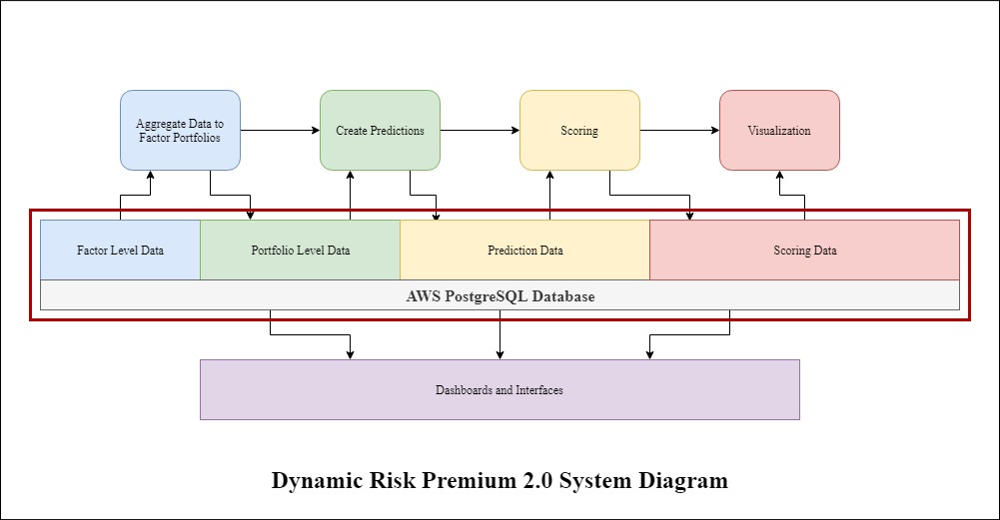 Aggregate Data to
Factor Portfolios
Create Predictions
Scoring
Visualization
Factor Level Data
Portfolio Level Data
Prediction Data
Scoring Data
AWS PostgreSQL Database
Dashboards and Interfaces
Dynamic Risk Premium 2.0 System Diagram